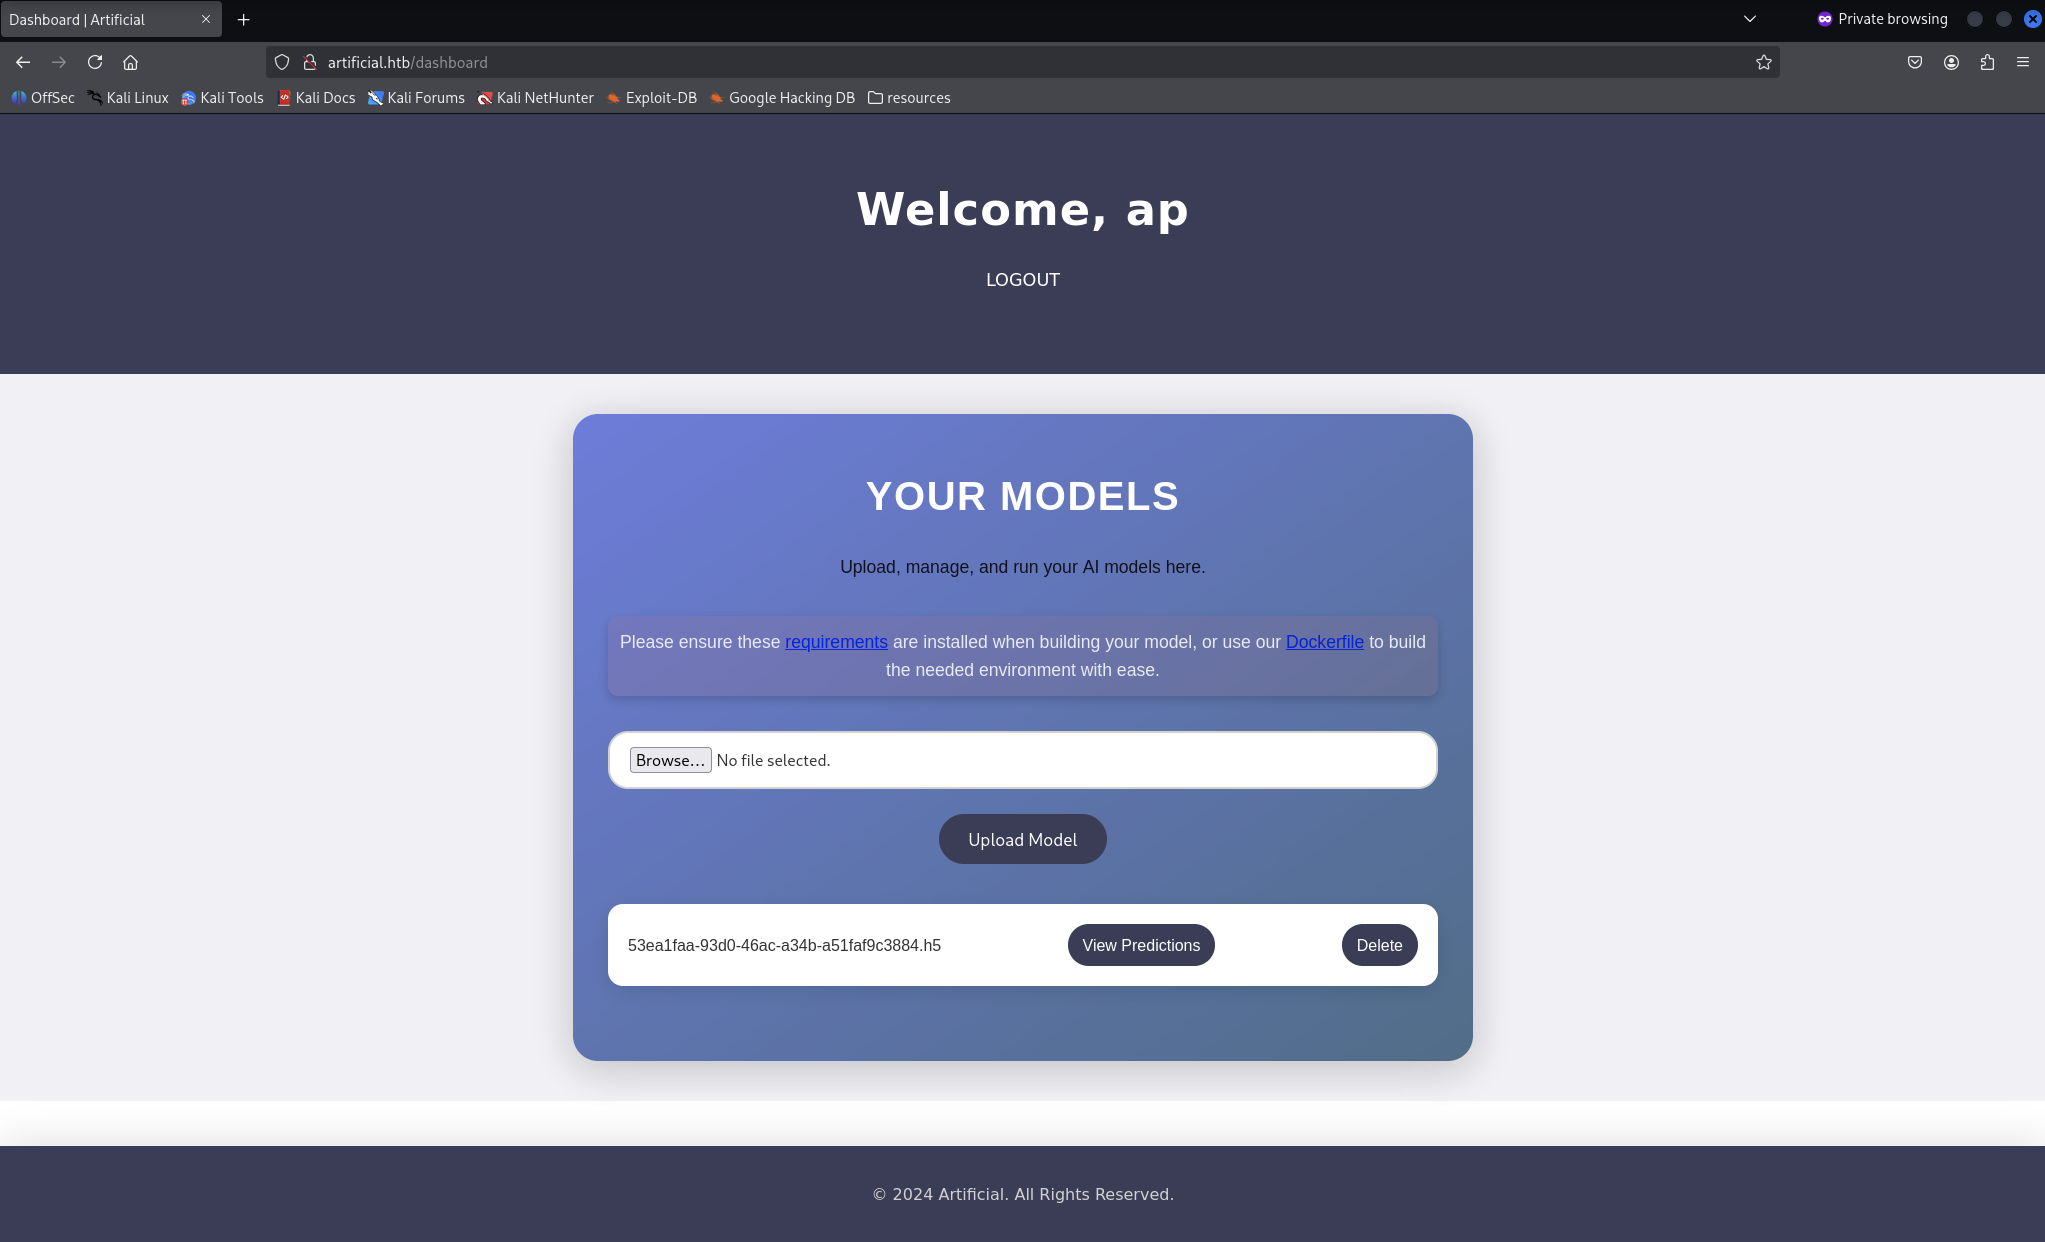 Dashboard | Artificial
Private browsing
artificial.htb/dashboard
OffSec Kali Linux Kali Tools Kali Docs Kali Forums Kali NetHunter Exploit-DB Google Hacking DB resources
Welcome, ap
LOGOUT
YOUR MODELS
Upload, manage, and run your AI models here.
Please ensure these requirements are installed when building your model, or use our Dockerfile to build
the needed environment with ease.
Browse... No file selected.
Upload Model
53ea1faa-93d0-46ac-a34b-a51faf9c3884.h5 View Predictions Delete
© 2024 Artificial. All Rights Reserved.